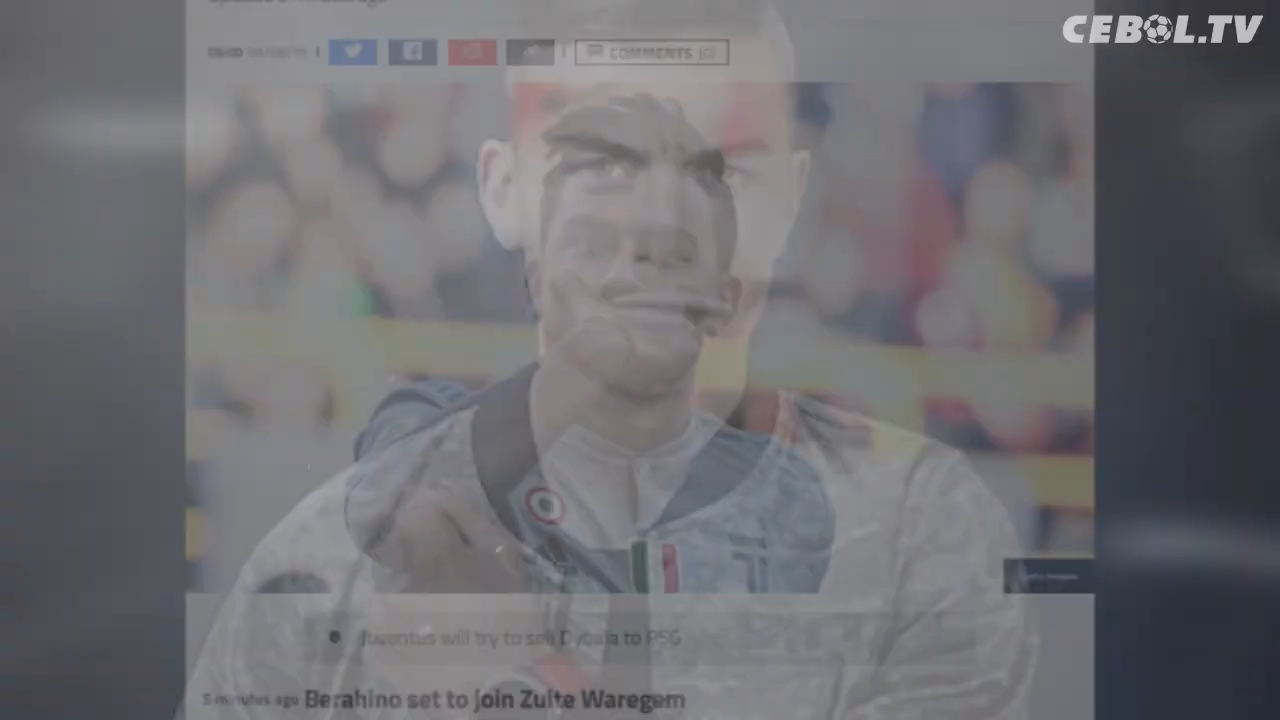 CEBOL.TV
COMMENTS (0)
Juventus will try to sell Dybala to PSG
5 minutes ago Berahino set to join Zulte Waregem